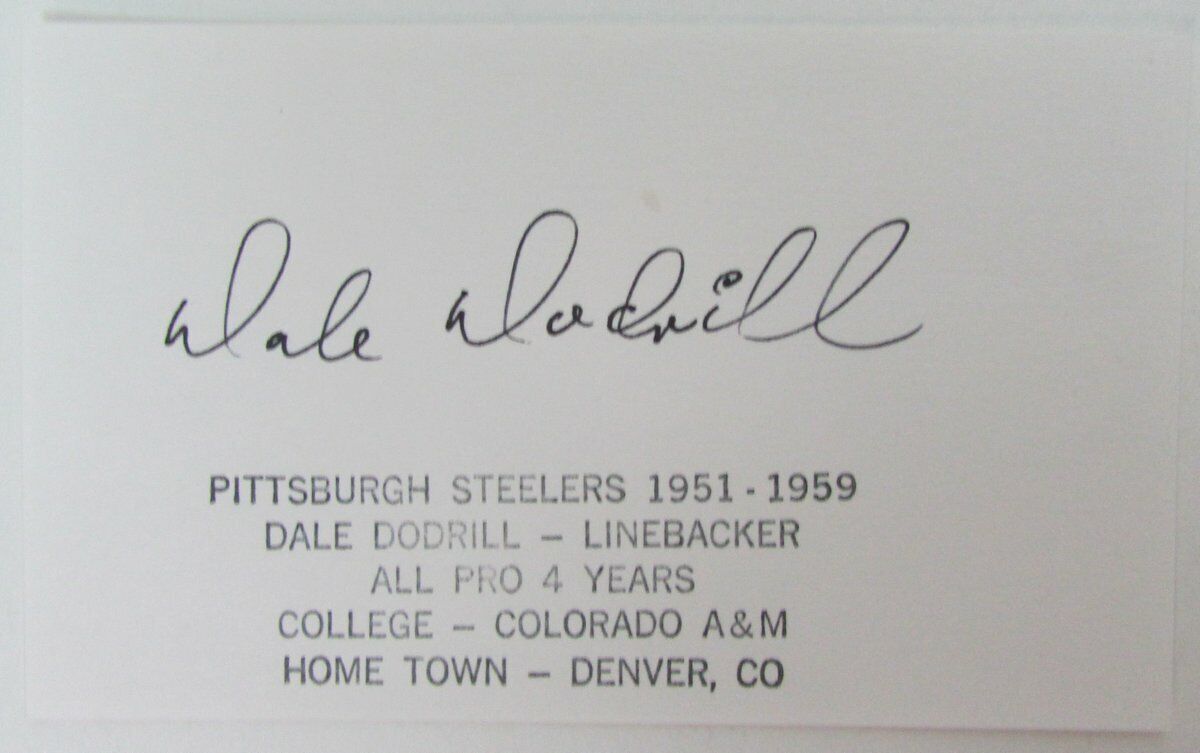 Dale Dodrill
PITTSBURGH STEELERS 1951 - 1959
DALE DODRILL – LINEBACKER
ALL PRO 4 YEARS
COLLEGE – COLORADO A&M
HOME TOWN – DENVER, CO